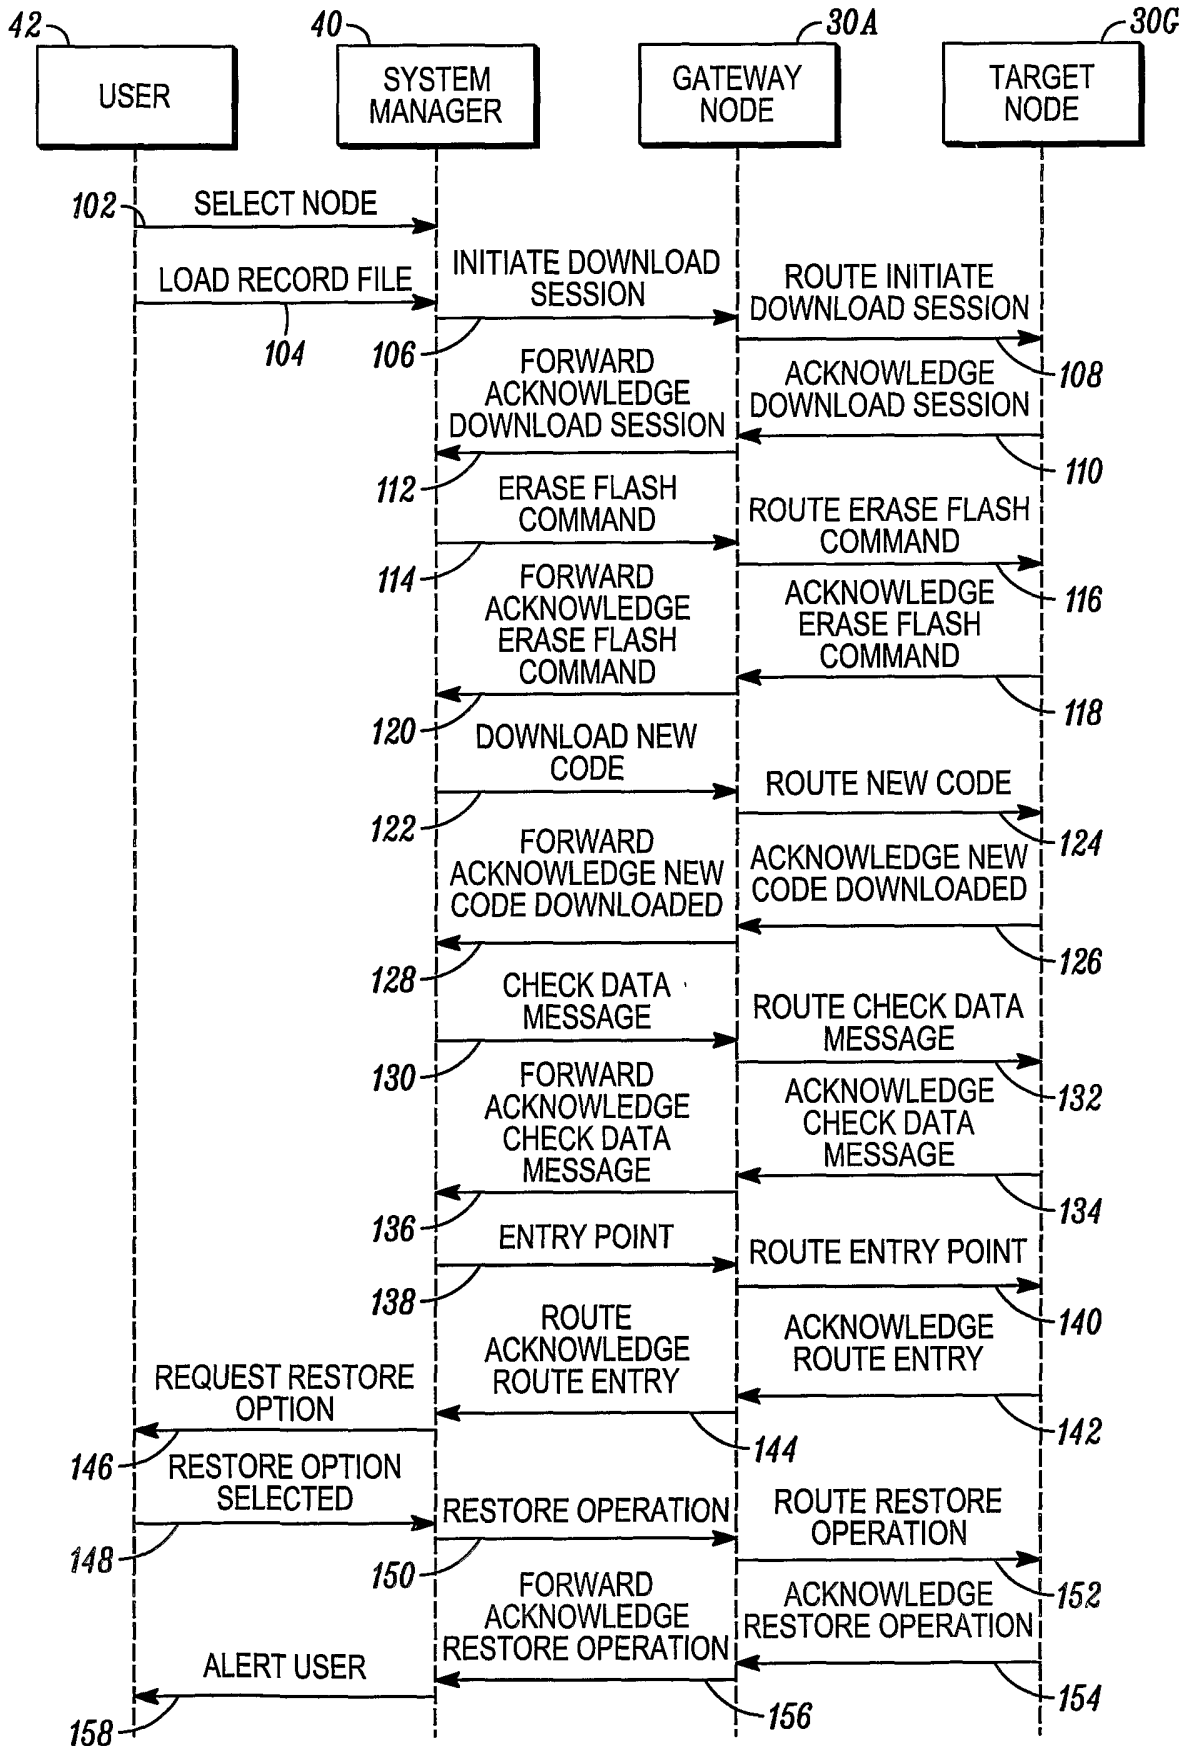 42
40
30A
30G
USER
SYSTEM
MANAGER
GATEWAY
NODE
TARGET
NODE
102
SELECT NODE
LOAD RECORD FILE
104
INITIATE DOWNLOAD
SESSION
106
ROUTE INITIATE
DOWNLOAD SESSION
108
ACKNOWLEDGE
DOWNLOAD SESSION
110
FORWARD
ACKNOWLEDGE
DOWNLOAD SESSION
112
ERASE FLASH
COMMAND
114
ROUTE ERASE FLASH
COMMAND
116
ACKNOWLEDGE
ERASE FLASH
COMMAND
118
FORWARD
ACKNOWLEDGE
ERASE FLASH
COMMAND
120
DOWNLOAD NEW
CODE
122
ROUTE NEW CODE
124
ACKNOWLEDGE NEW
CODE DOWNLOADED
126
FORWARD
ACKNOWLEDGE NEW
CODE DOWNLOADED
128
CHECK DATA
MESSAGE
130
ROUTE CHECK DATA
MESSAGE
132
ACKNOWLEDGE
CHECK DATA
MESSAGE
134
FORWARD
ACKNOWLEDGE
CHECK DATA
MESSAGE
136
ENTRY POINT
138
ROUTE ENTRY POINT
140
ACKNOWLEDGE
ROUTE ENTRY
142
ROUTE
ACKNOWLEDGE
ROUTE ENTRY
144
REQUEST RESTORE
OPTION
146
RESTORE OPTION
SELECTED
148
RESTORE OPERATION
150
ROUTE RESTORE
OPERATION
152
ACKNOWLEDGE
RESTORE OPERATION
154
FORWARD
ACKNOWLEDGE
RESTORE OPERATION
156
ALERT USER
158